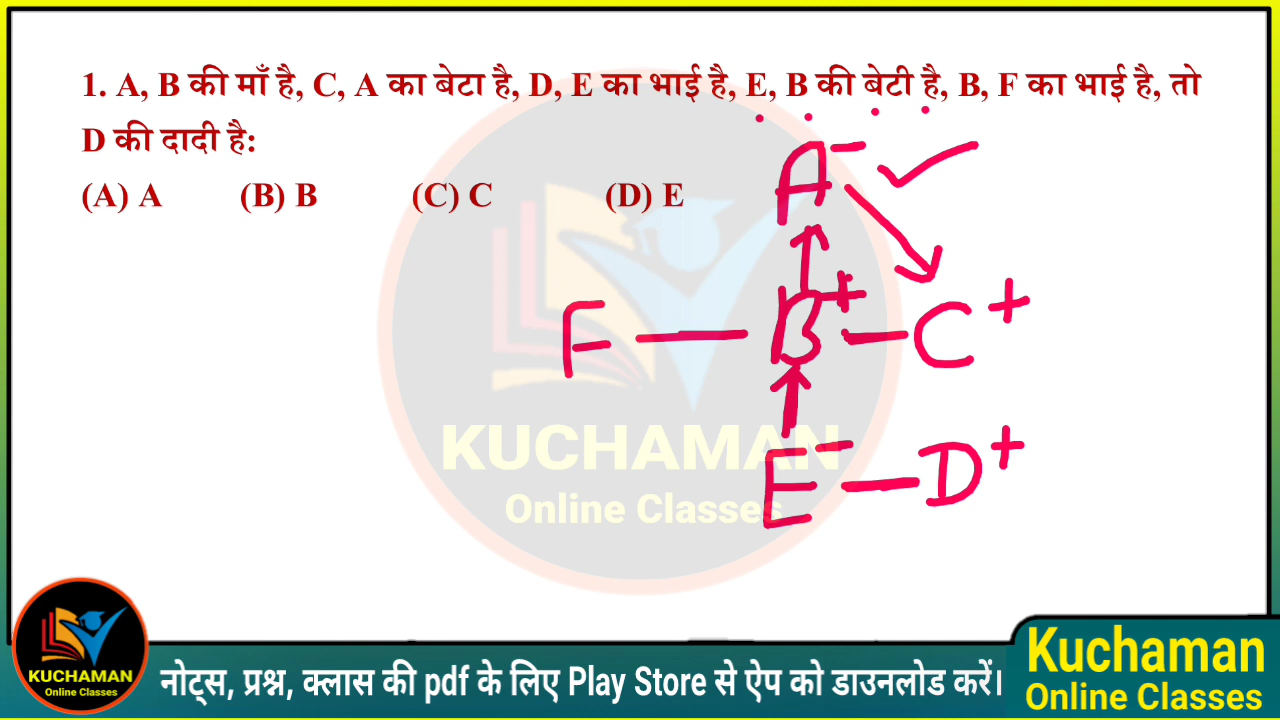 1. A, B की माँ है, C, A का बेटा है, D, E का भाई है, E, B की बेटी है, B, F का भाई है, तो
D की दादी है:
(A) A (B) B (C) C (D) E
A−
F — B+ — C+
E− — D+
KUCHAMAN
Online Classes
KUCHAMAN
Online Classes
नोट्स, प्रश्न, क्लास की pdf के लिए Play Store से ऐप को डाउनलोड करें।
Kuchaman
Online Classes